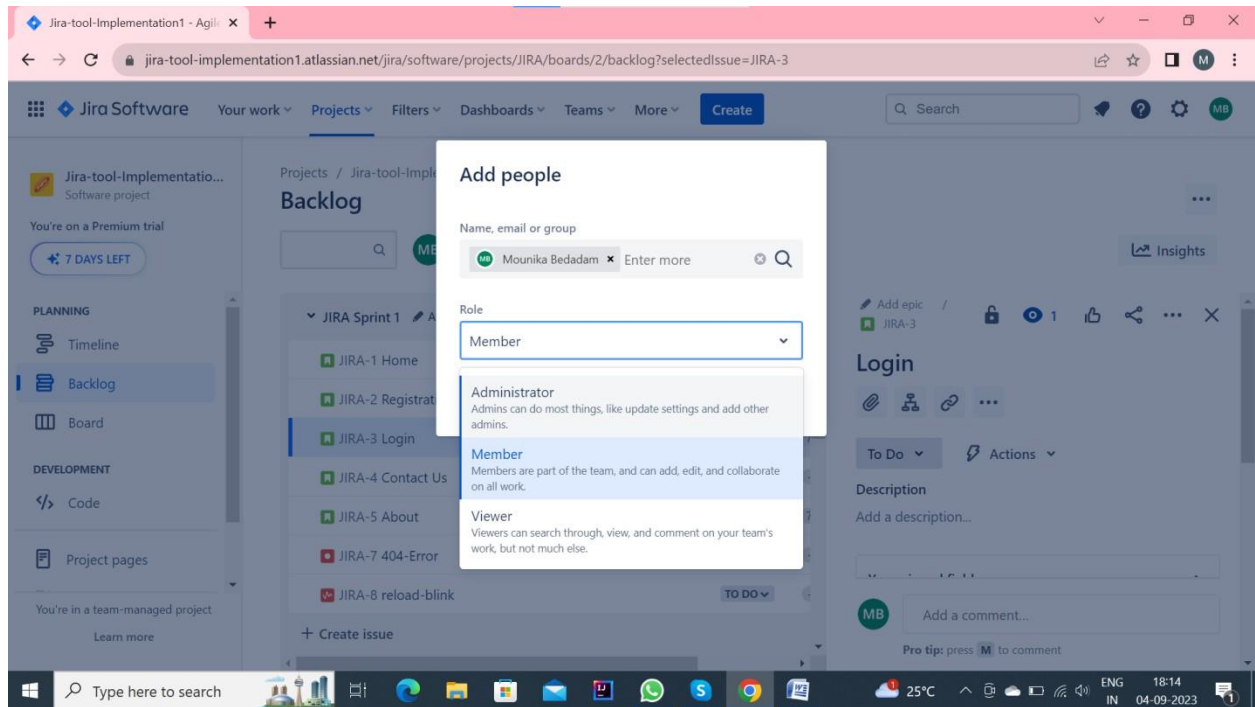 Jira-tool-Implementation1 - Agil
jira-tool-implementation1.atlassian.net/jira/software/projects/JIRA/boards/2/backlog?selectedIssue=JIRA-3
M
Jira Software Your work Projects Filters Dashboards Teams More Create Search MB
Jira-tool-Implementatio...
Software project
You're on a Premium trial
7 DAYS LEFT
PLANNING
Timeline
Backlog
Board
DEVELOPMENT
Code
Project pages
You're in a team-managed project
Learn more
Projects / Jira-tool-Imple
Backlog
Insights
JIRA Sprint 1 A
JIRA-1 Home
JIRA-2 Registrat
JIRA-3 Login
JIRA-4 Contact Us
JIRA-5 About
JIRA-7 404-Error
JIRA-8 reload-blink TO DO
+ Create issue
Add people
Name, email or group
MB Mounika Bedadam × Enter more
Role
Member
Administrator
Admins can do most things, like update settings and add other
admins.
Member
Members are part of the team, and can add, edit, and collaborate
on all work.
Viewer
Viewers can search through, view, and comment on your team's
work, but not much else.
Add epic /
JIRA-3
1
Login
To Do Actions
Description
Add a description...
MB Add a comment...
Pro tip: press M to comment
Type here to search
25°C
ENG
IN
18:14
04-09-2023
1